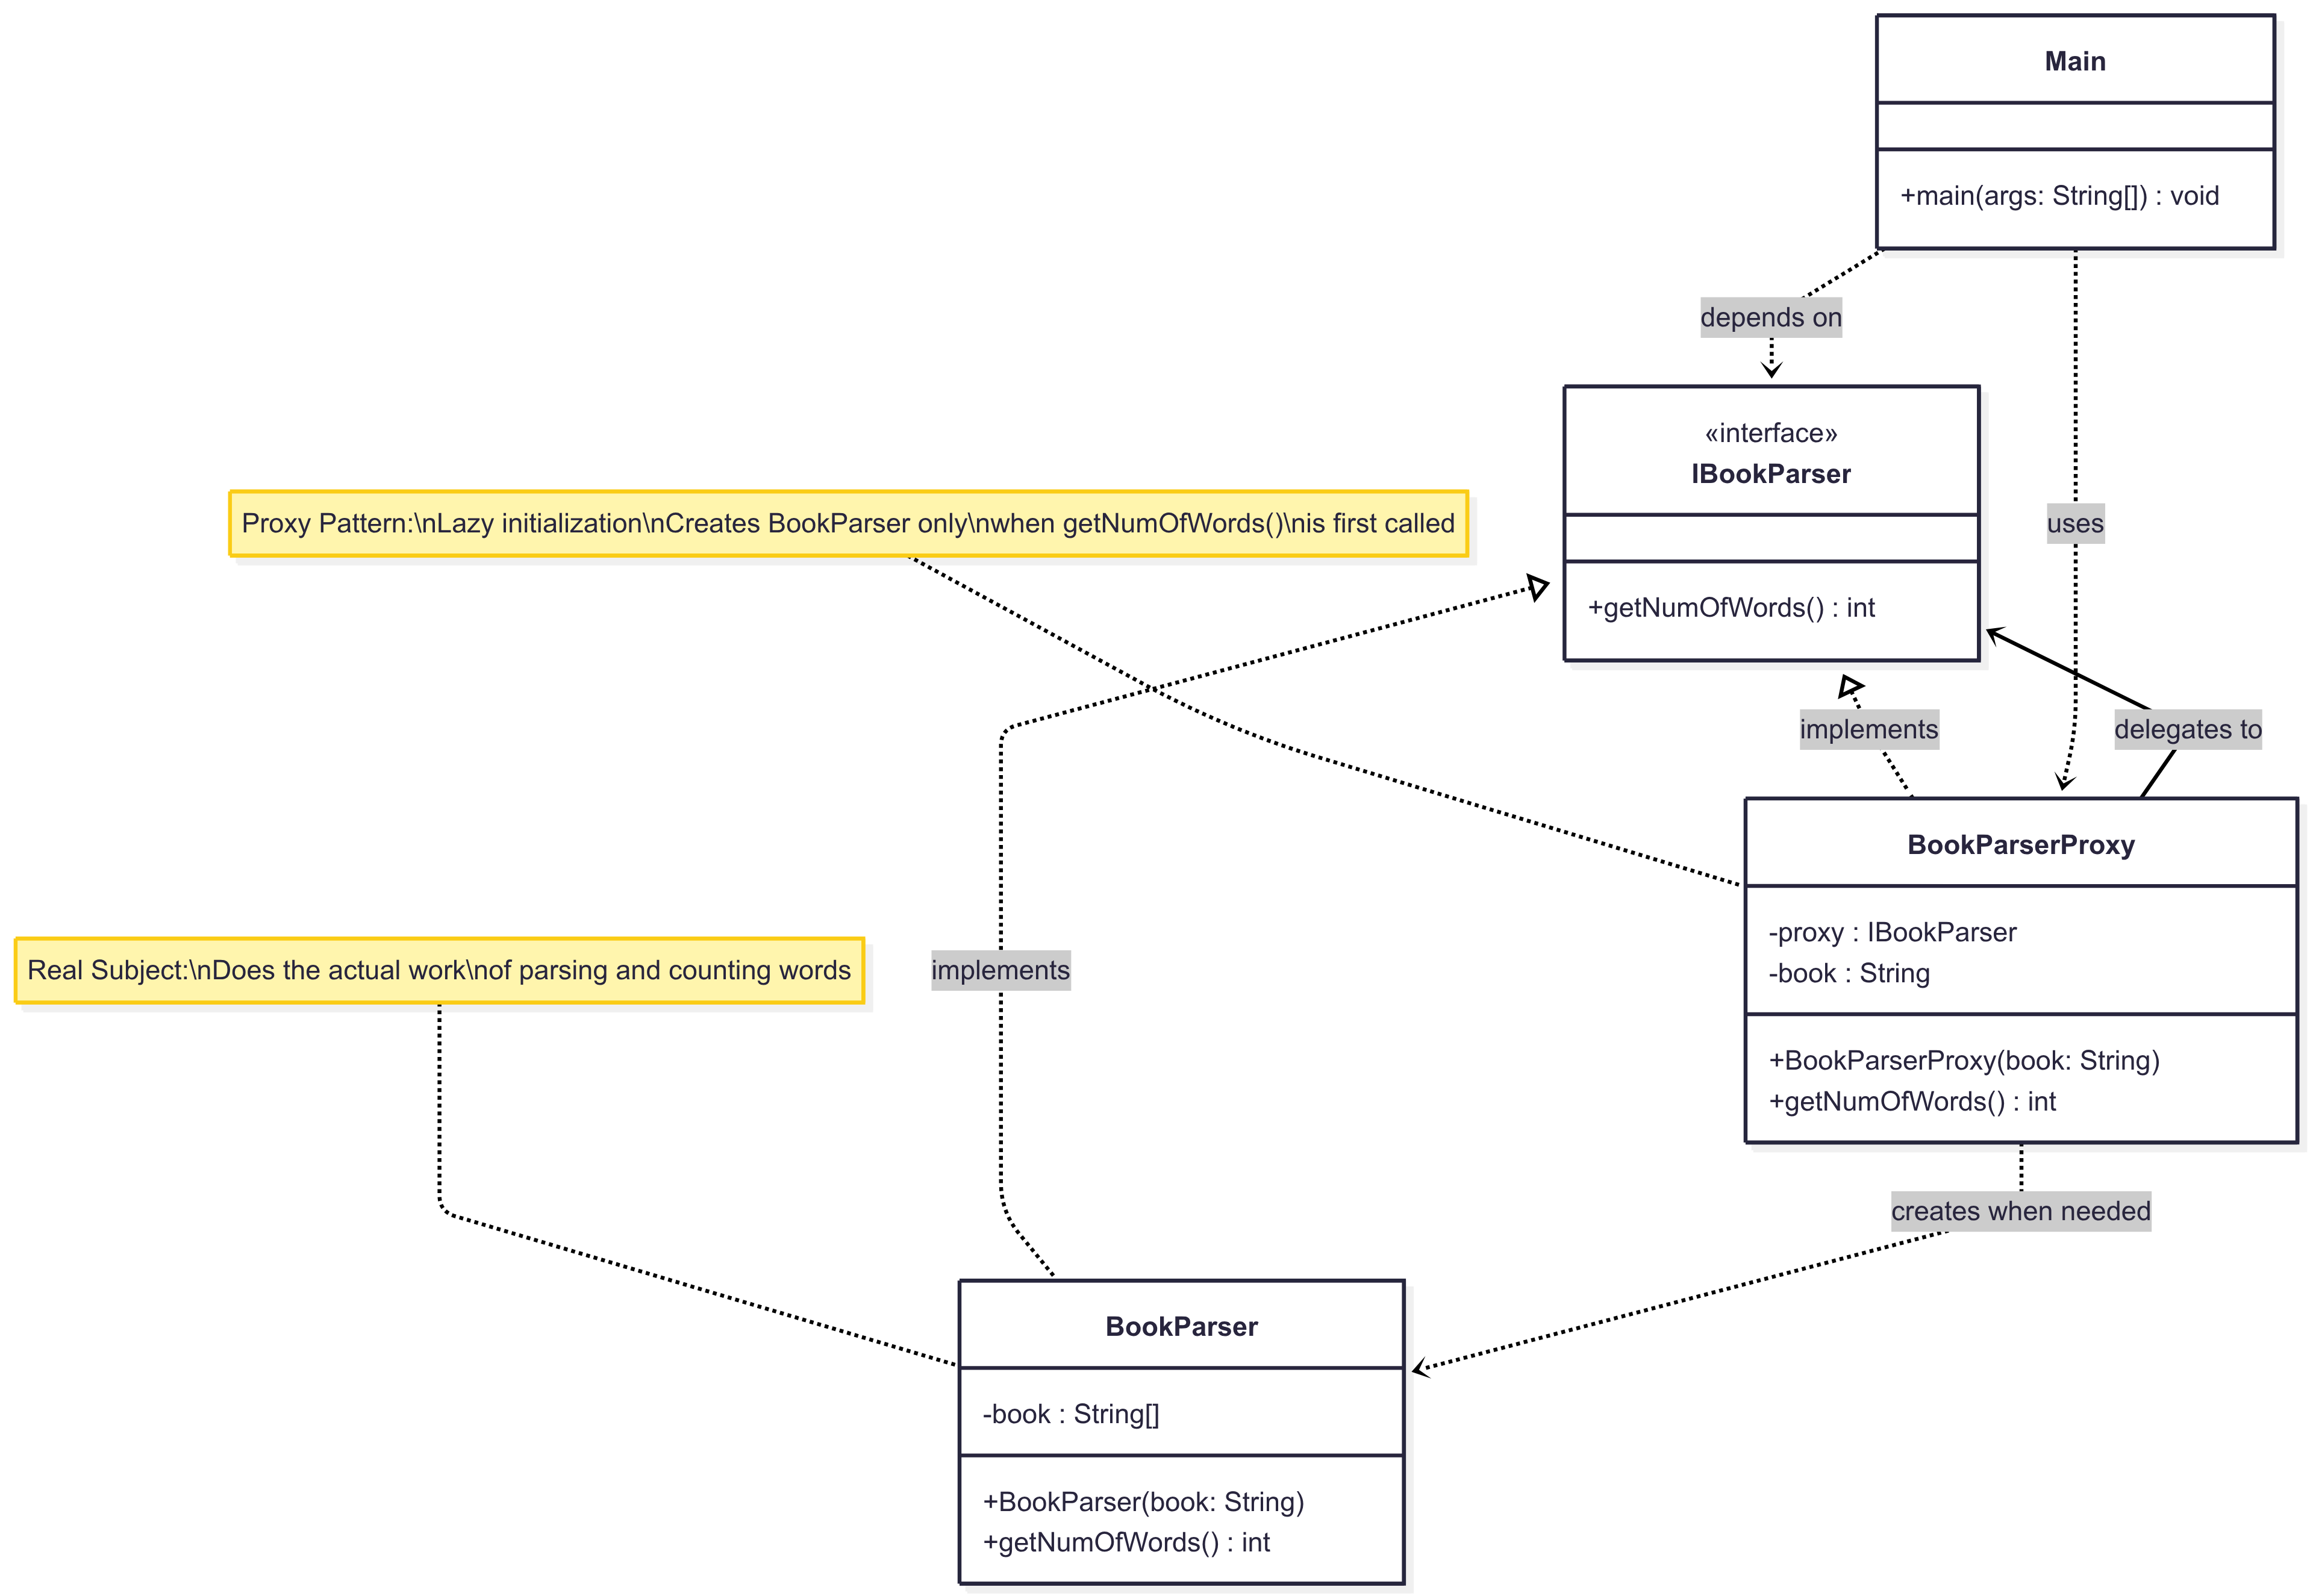 Main
+main(args: String[]) : void
depends on
«interface»
IBookParser
+getNumOfWords() : int
Proxy Pattern:\nLazy initialization\nCreates BookParser only\nwhen getNumOfWords()\nis first called
uses
implements
delegates to
BookParserProxy
-proxy : IBookParser
-book : String
+BookParserProxy(book: String)
+getNumOfWords() : int
Real Subject:\nDoes the actual work\nof parsing and counting words
implements
creates when needed
BookParser
-book : String[]
+BookParser(book: String)
+getNumOfWords() : int